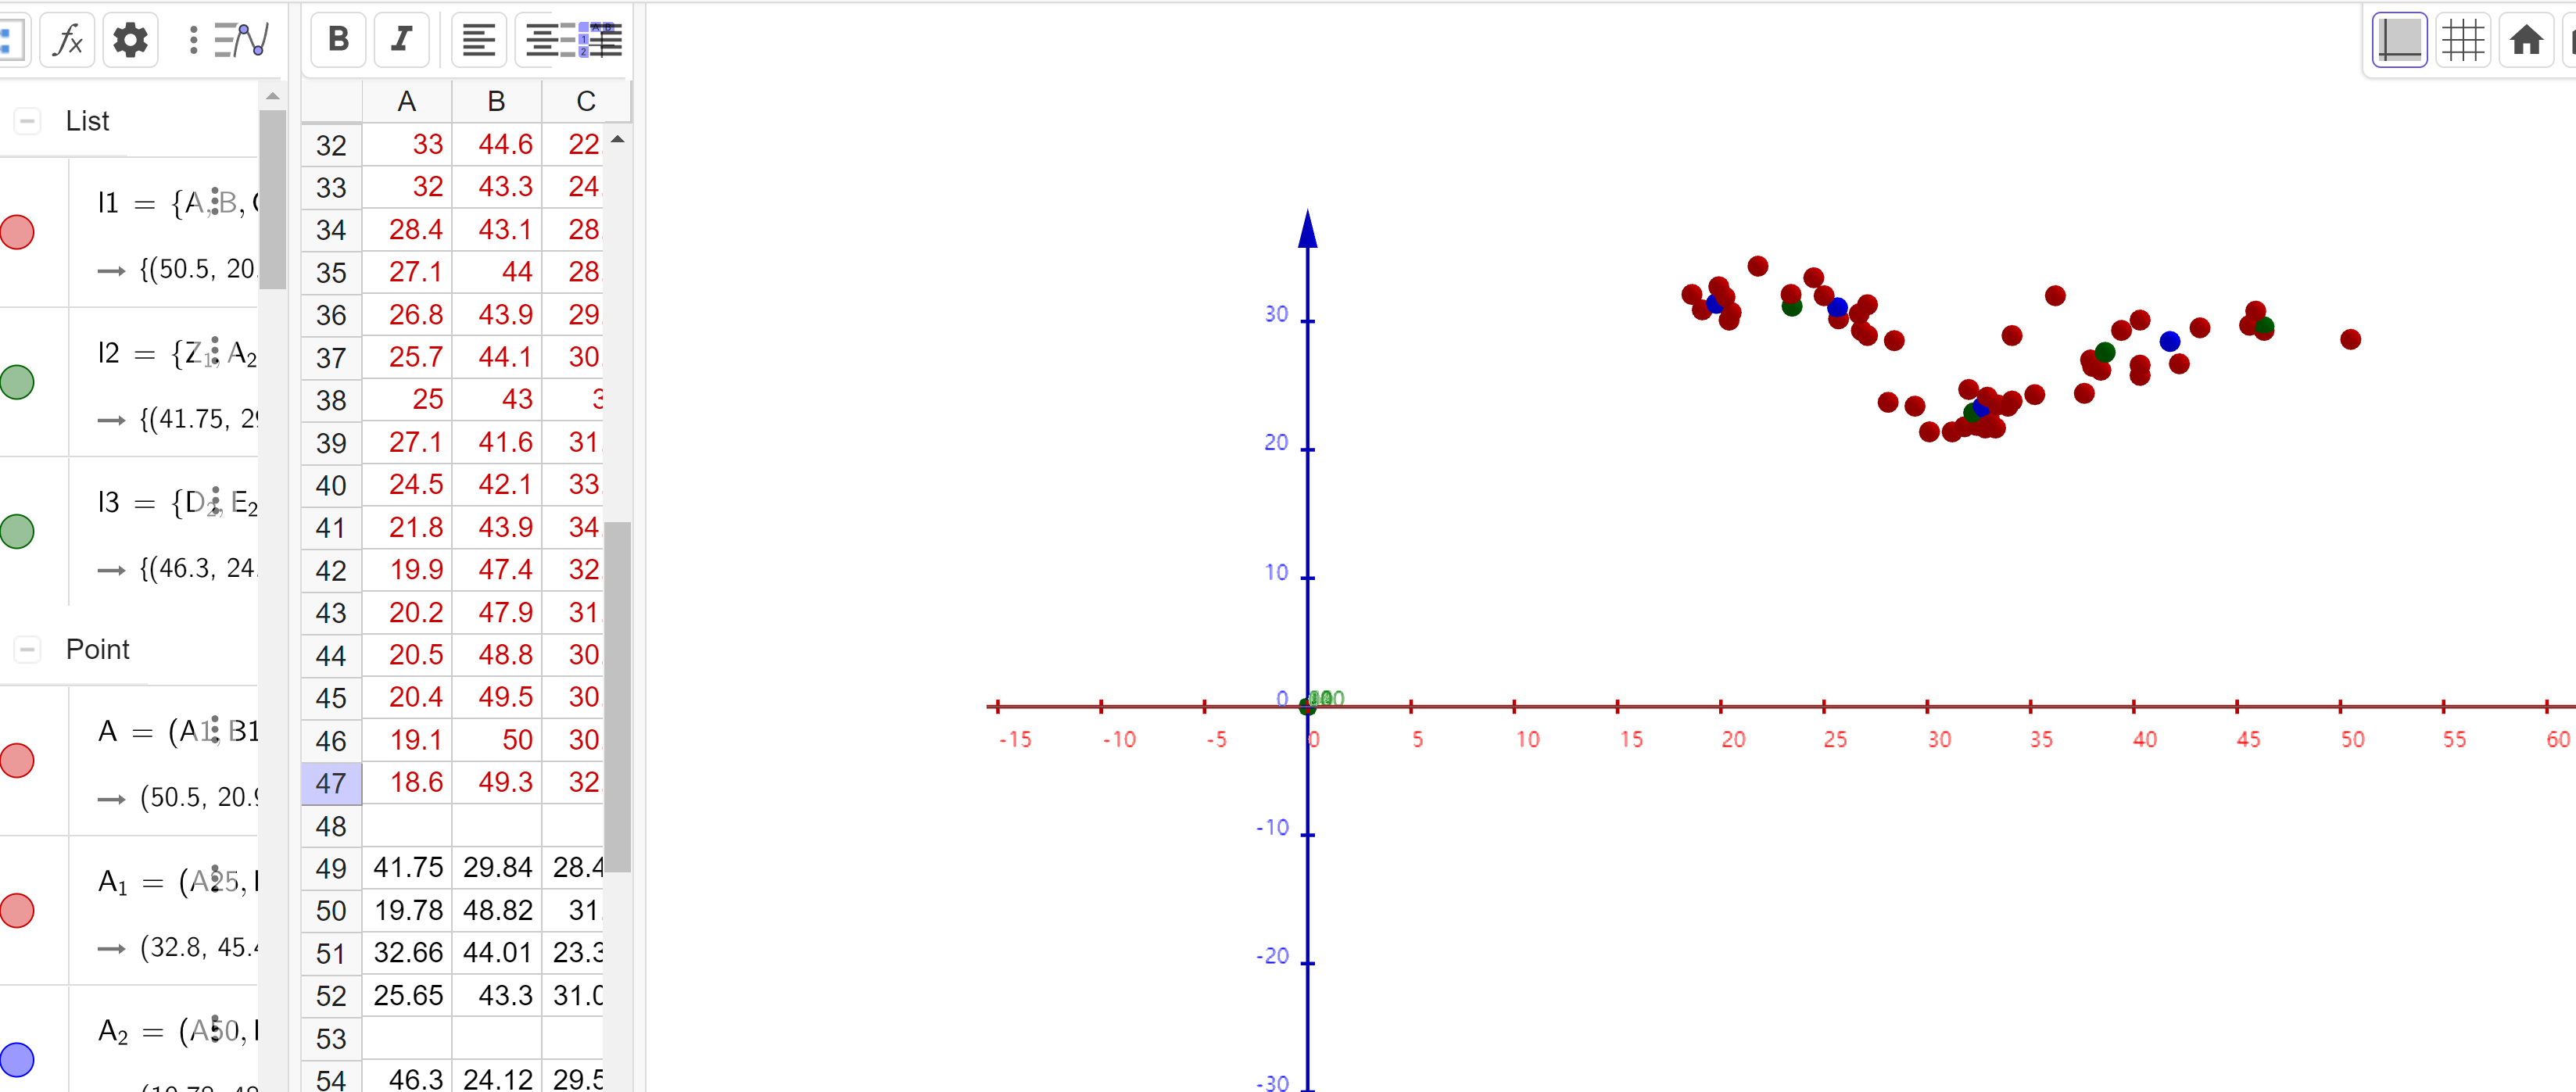 fx
B I
List
l1 = {A, B, (
→ {(50.5, 20.
l2 = {Z₁, A₂
→ {(41.75, 29
l3 = {D₂, E₂
→ {(46.3, 24.
Point
A = (A1, B1
→ (50.5, 20.9
A₁ = (A25,
→ (32.8, 45.4
A₂ = (A50,
A B C
32 33 44.6 22.
33 32 43.3 24.
34 28.4 43.1 28.
35 27.1 44 28.
36 26.8 43.9 29.
37 25.7 44.1 30.
38 25 43 3
39 27.1 41.6 31.
40 24.5 42.1 33.
41 21.8 43.9 34.
42 19.9 47.4 32.
43 20.2 47.9 31.
44 20.5 48.8 30.
45 20.4 49.5 30.
46 19.1 50 30.
47 18.6 49.3 32.
48
49 41.75 29.84 28.4
50 19.78 48.82 31.
51 32.66 44.01 23.3
52 25.65 43.3 31.0
53
54 46.3 24.12 29.5
30
20
10
0
-10
-20
-30
-15 -10 -5 0 5 10 15 20 25 30 35 40 45 50 55 60